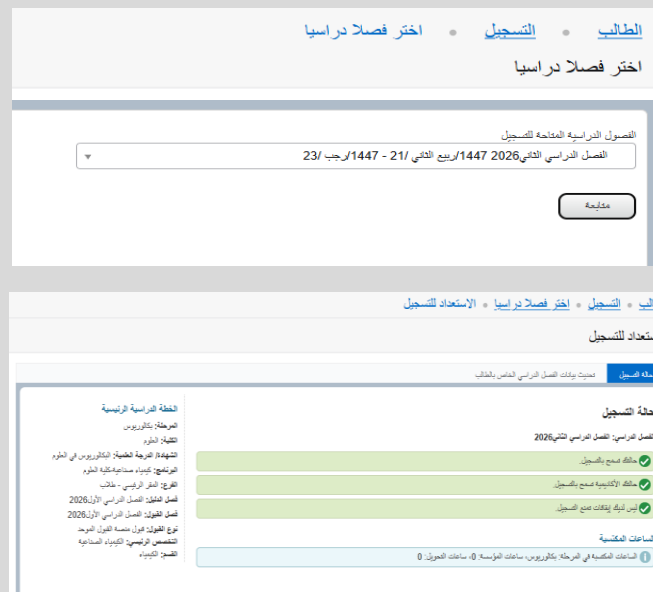 الطالب • التسجيل • اختر فصلا دراسيا
اختر فصلا دراسيا
الفصول الدراسية المتاحة للتسجيل
الفصل الدراسي الثاني2026 1447/ربيع الثاني /21 - 1447/رجب /23
متابعة
الب • التسجيل • اختر فصلا دراسيا • الاستعداد للتسجيل
ستعداد للتسجيل
حالة التسجيل
تحديث بيانات الفصل الدراسي الخاص بالطالب
حالة التسجيل
الفصل الدراسي: الفصل الدراسي الثاني2026
حالتك تسمح بالتسجيل.
حالتك الأكاديمية تسمح بالتسجيل.
ليس لديك إيقافات تمنع التسجيل.
الساعات المكتسبة
الساعات المكتسبة في المرحلة: بكالوريوس، ساعات المؤسسة: 0، ساعات التحويل: 0
الخطة الدراسية الرئيسية
المرحلة: بكالوريوس
الكلية: العلوم
الشهادة/ الدرجة العلمية: البكالوريوس في العلوم
البرنامج: كيمياء صناعية-كلية العلوم
الفرع: المقر الرئيسي - طلاب
فصل الدليل: الفصل الدراسي الأول2026
فصل القبول: الفصل الدراسي الأول2026
نوع القبول: قبول منصة القبول الموحد
التخصص الرئيسي: الكيمياء الصناعية
القسم: الكيمياء